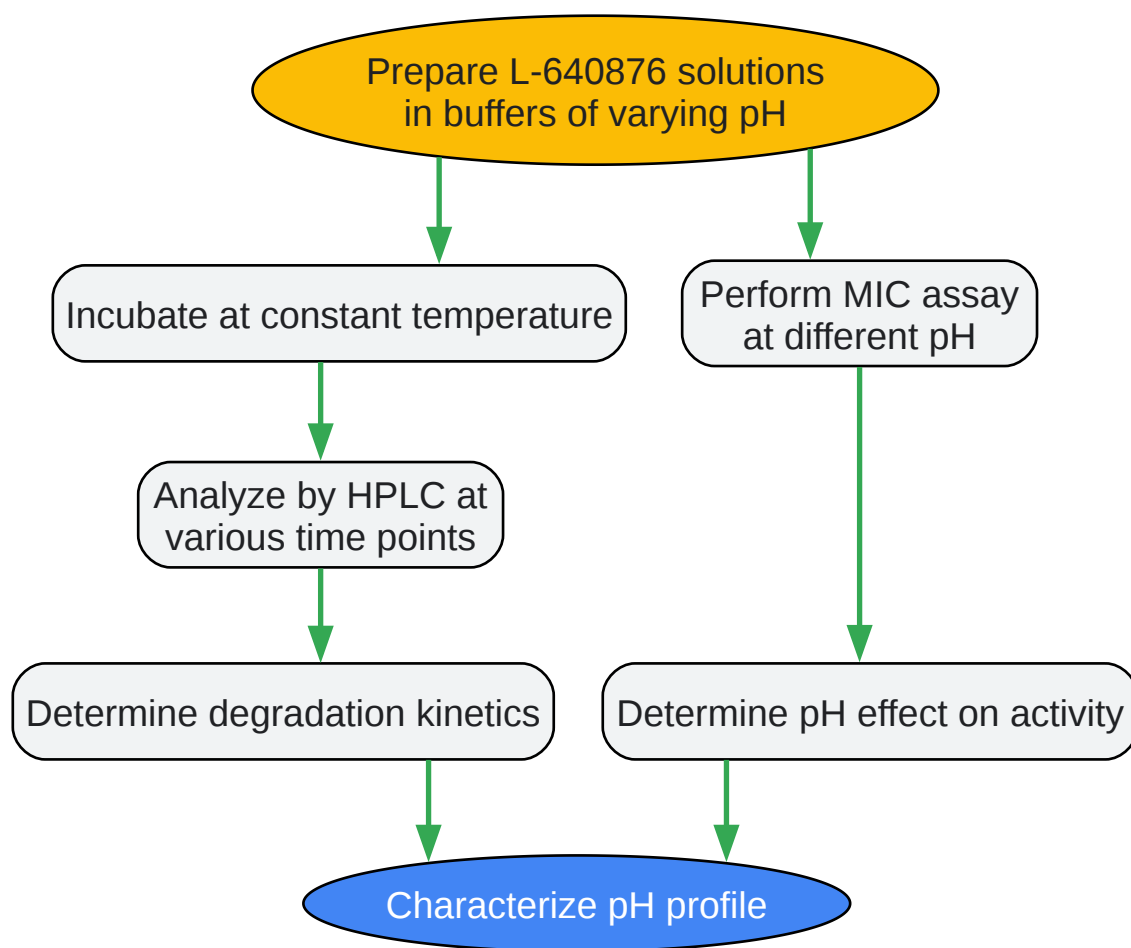 Prepare L-640876 solutions
in buffers of varying pH
Incubate at constant temperature
Perform MIC assay
at different pH
Analyze by HPLC at
various time points
Determine degradation kinetics
Determine pH effect on activity
Characterize pH profile